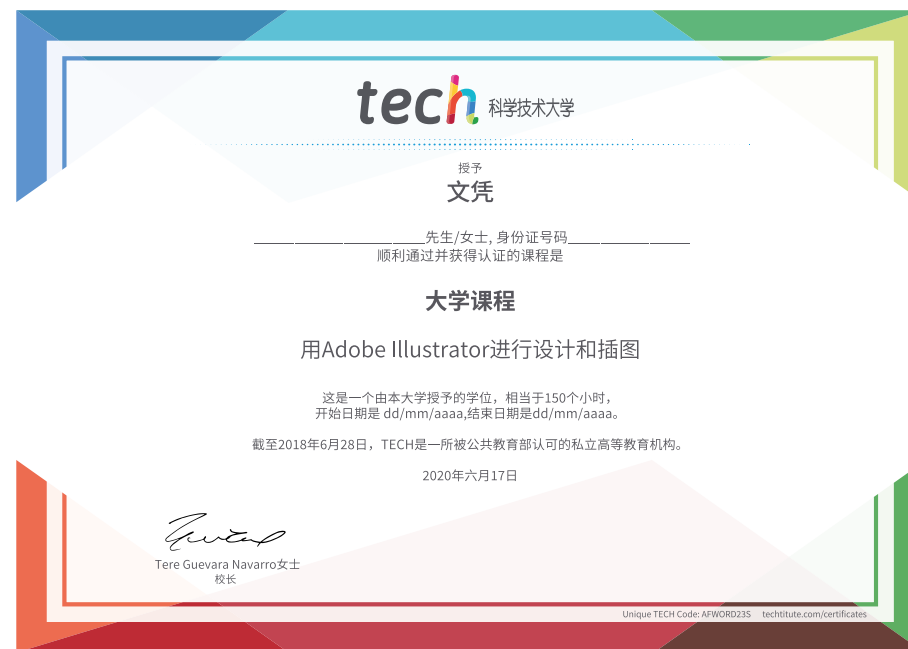 tech 科学技术大学
授予
文凭
先生/女士, 身份证号码
顺利通过并获得认证的课程是
大学课程
用Adobe Illustrator进行设计和插图
这是一个由本大学授予的学位，相当于150个小时，
开始日期是 dd/mm/aaaa,结束日期是dd/mm/aaaa。
截至2018年6月28日，TECH是一所被公共教育部认可的私立高等教育机构。
2020年六月17日
Tere Guevara Navarro女士
校长
Unique TECH Code: AFWORD23S techtitute.com/certificates